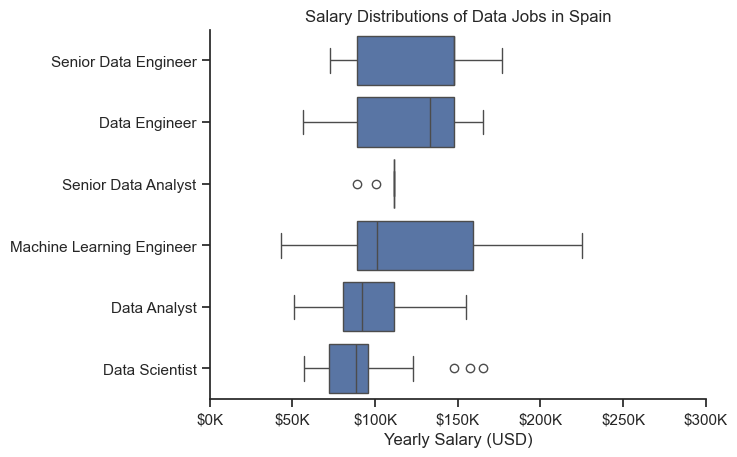 Salary Distributions of Data Jobs in Spain
Senior Data Engineer
Data Engineer
Senior Data Analyst
Machine Learning Engineer
Data Analyst
Data Scientist
$0K $50K $100K $150K $200K $250K $300K
Yearly Salary (USD)